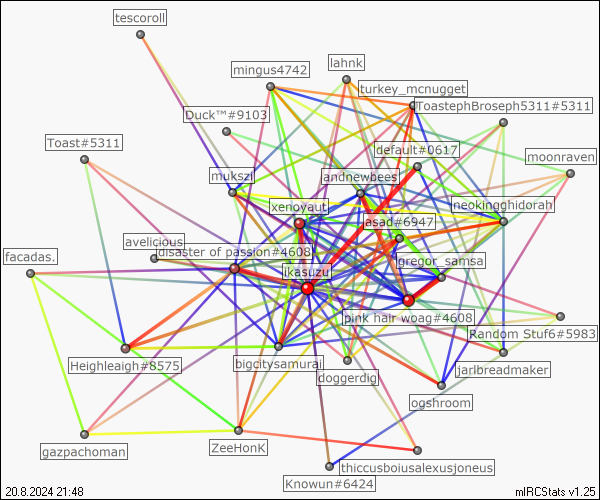 tescoroll
lahnk
mingus4742
turkey_mcnugget
ToastephBroseph5311#5311
Duck™#9103
Toast#5311
default#0617
moonraven
mukszi
andnewbees
xenoyaut
neokingghidorah
asad#6947
avelicious
disaster of passion#4608
facadas.
gregor_samsa
ikasuzu
pink hair woag#4608
Random Stuf6#5983
Heighleaigh#8575
bigcitysamurai
jarlbreadmaker
doggerdig
ogshroom
gazpachoman
ZeeHonK
thiccusboiusalexusjoneus
Knowun#6424
20.8.2024 21:48
mIRCStats v1.25